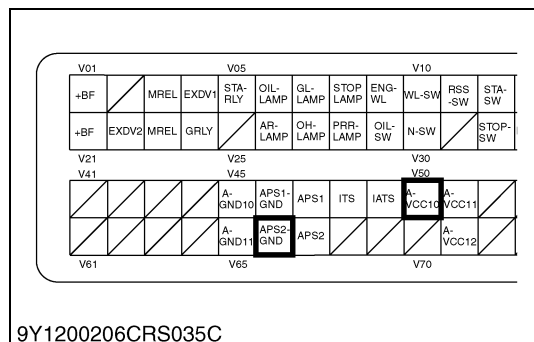 V01 V05 V10
+BF MREL EXDV1 STA-RLY OIL-LAMP GL-LAMP STOP LAMP ENG-WL WL-SW RSS-SW STA-SW
+BF EXDV2 MREL GRLY AR-LAMP OH-LAMP PRR-LAMP OIL-SW N-SW STOP-SW
V21 V25 V30
V41 V45 V50
A-GND10 APS1-GND APS1 ITS IATS A-VCC10 A-VCC11
A-GND11 APS2-GND APS2 A-VCC12
V61 V65 V70
9Y1200206CRS035C